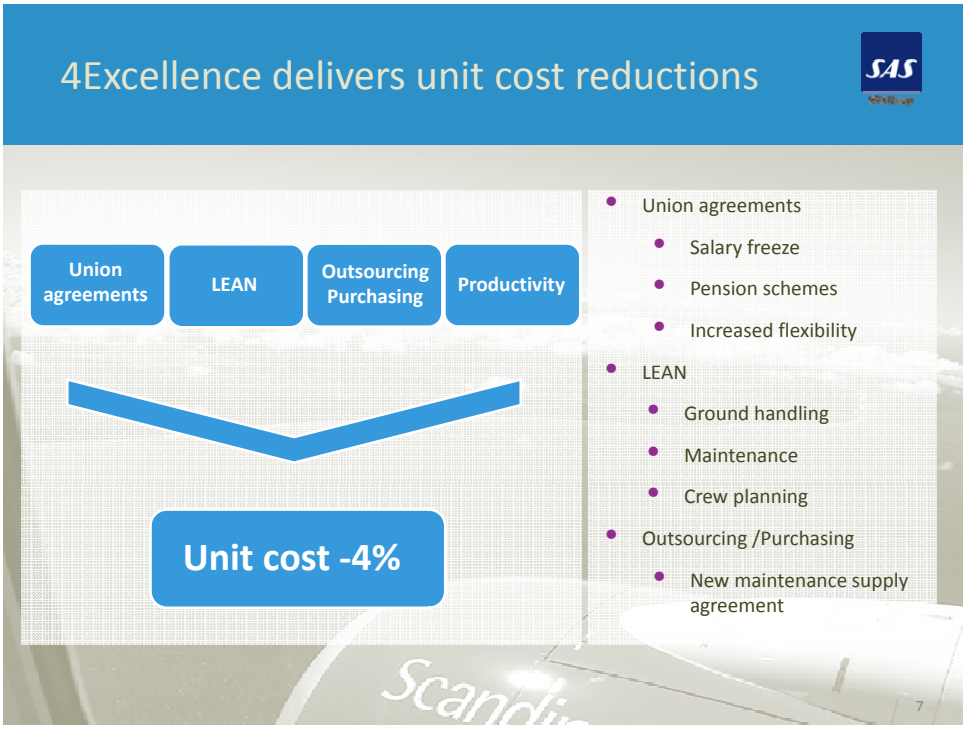 4Excellence delivers unit cost reductions
SAS
Union
agreements
LEAN
Outsourcing
Purchasing
Productivity
Unit cost -4%
• Union agreements
• Salary freeze
• Pension schemes
• Increased flexibility
• LEAN
• Ground handling
• Maintenance
• Crew planning
• Outsourcing /Purchasing
• New maintenance supply
agreement
Scandi
7